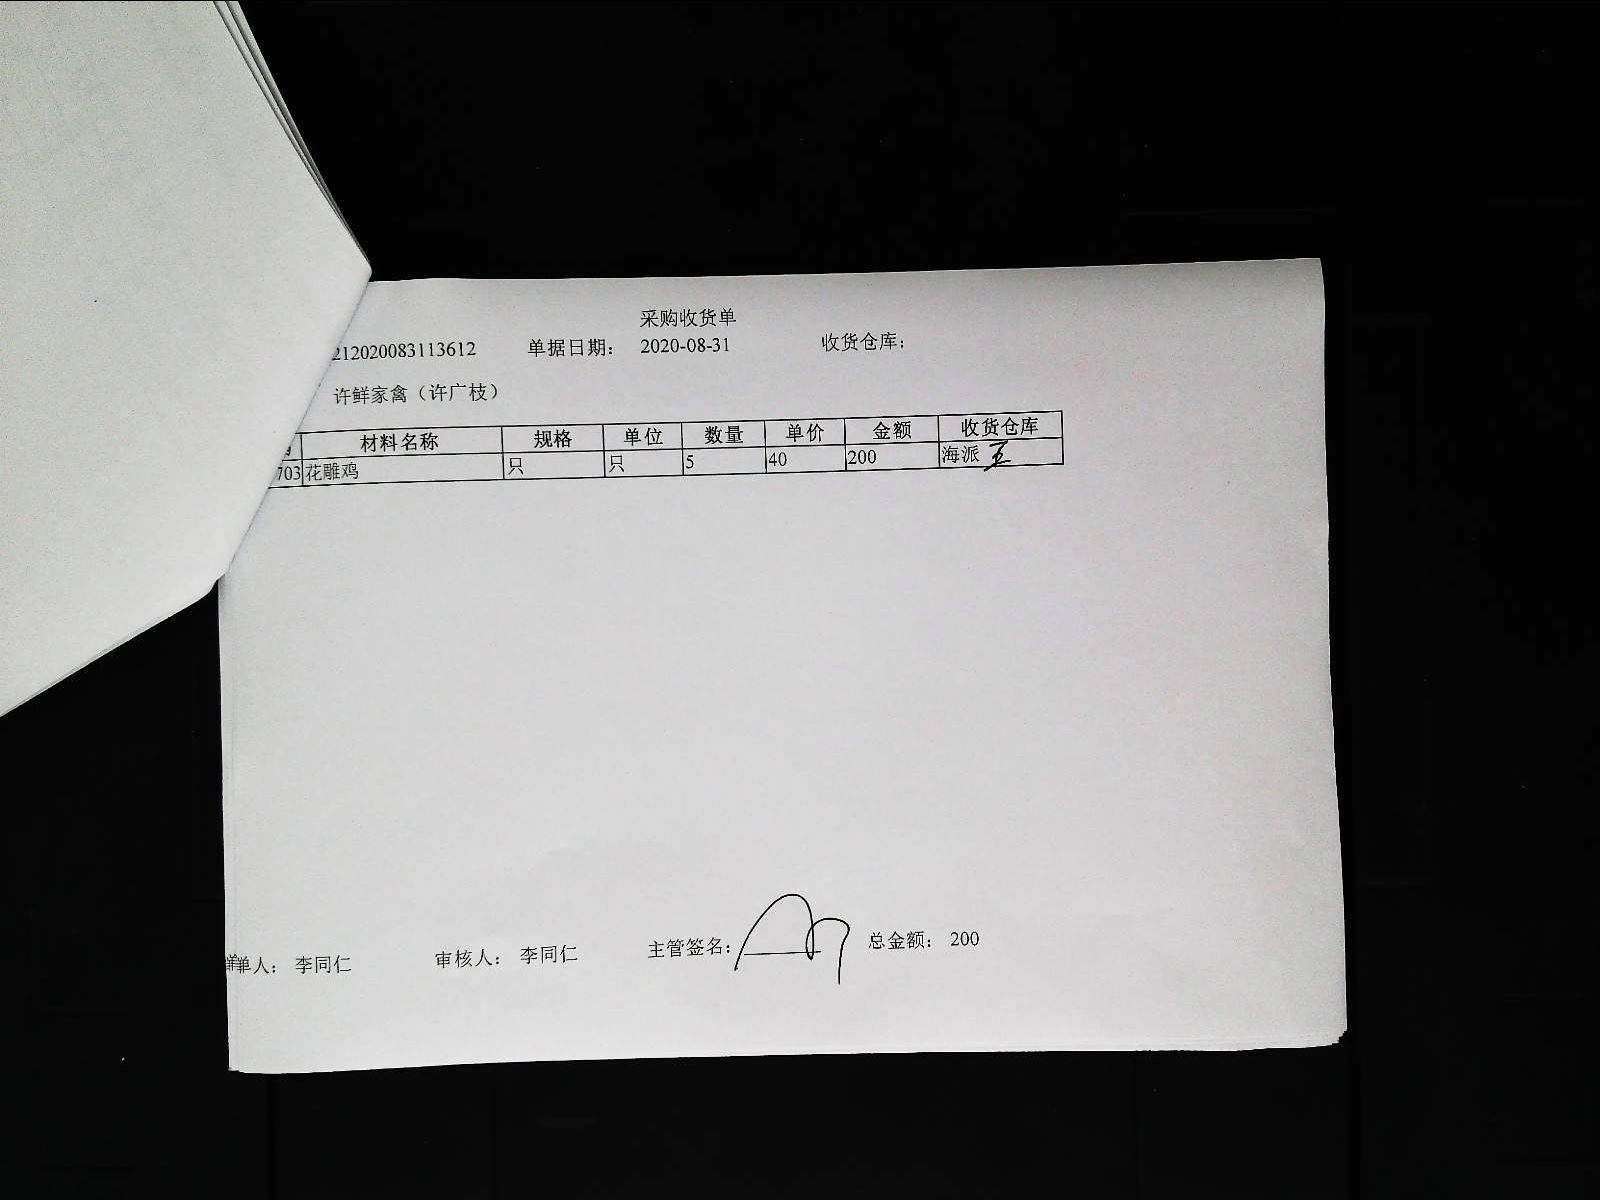 采购收货单
212020083113612 单据日期： 2020-08-31 收货仓库：
许鲜家禽（许广枝）
材料名称 规格 单位 数量 单价 金额 收货仓库
703 花雕鸡 只 只 5 40 200 海派
单人： 李同仁 审核人： 李同仁 主管签名： 总金额： 200